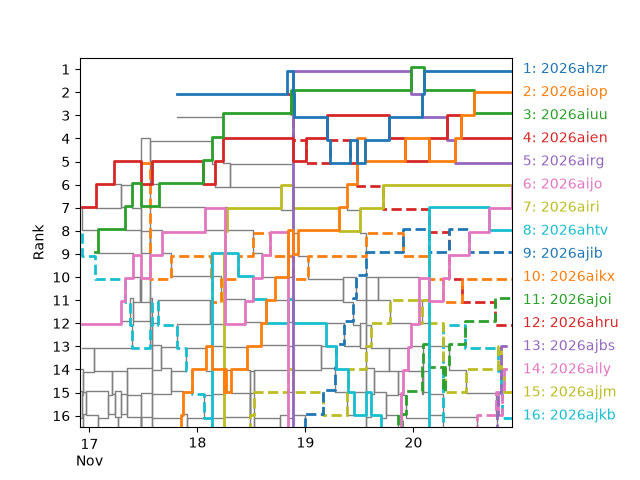 1
2
3
4
5
6
7
8
9
10
11
12
13
14
15
16
Rank
17
18
19
20
Nov
1: 2026ahzr
2: 2026aiop
3: 2026aiuu
4: 2026aien
5: 2026airg
6: 2026aijo
7: 2026airi
8: 2026ahtv
9: 2026ajib
10: 2026aikx
11: 2026ajoi
12: 2026ahru
13: 2026ajbs
14: 2026aily
15: 2026ajjm
16: 2026ajkb